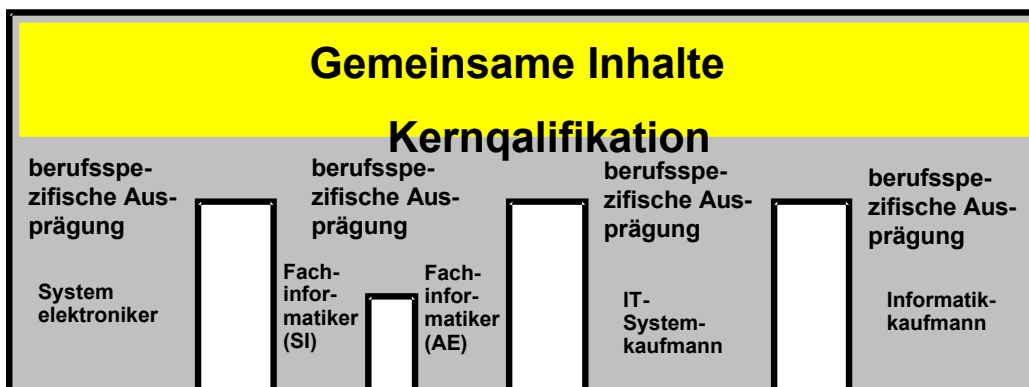 Gemeinsame Inhalte
Kernqalifikation
berufsspe-
zifische Aus-
prägung
berufsspe-
zifische Aus-
prägung
berufsspe-
zifische Aus-
prägung
berufsspe-
zifische Aus-
prägung
System
elektroniker
Fach-
infor-
matiker
(SI)
Fach-
infor-
matiker
(AE)
IT-
System-
kaufmann
Informatik-
kaufmann